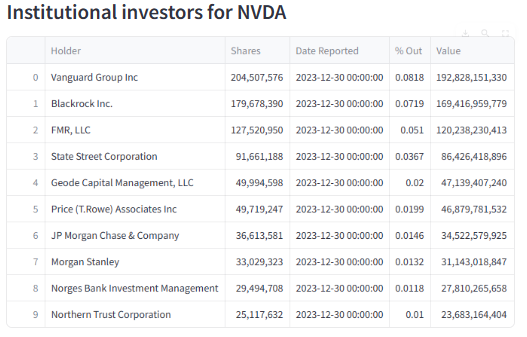 Institutional investors for NVDA
Holder Shares Date Reported % Out Value
0 Vanguard Group Inc 204,507,576 2023-12-30 00:00:00 0.0818 192,828,151,330
1 Blackrock Inc. 179,678,390 2023-12-30 00:00:00 0.0719 169,416,959,779
2 FMR, LLC 127,520,950 2023-12-30 00:00:00 0.051 120,238,230,413
3 State Street Corporation 91,661,188 2023-12-30 00:00:00 0.0367 86,426,418,896
4 Geode Capital Management, LLC 49,994,598 2023-12-30 00:00:00 0.02 47,139,407,240
5 Price (T.Rowe) Associates Inc 49,719,247 2023-12-30 00:00:00 0.0199 46,879,781,532
6 JP Morgan Chase & Company 36,613,581 2023-12-30 00:00:00 0.0146 34,522,579,925
7 Morgan Stanley 33,029,323 2023-12-30 00:00:00 0.0132 31,143,018,847
8 Norges Bank Investment Management 29,494,708 2023-12-30 00:00:00 0.0118 27,810,265,658
9 Northern Trust Corporation 25,117,632 2023-12-30 00:00:00 0.01 23,683,164,404